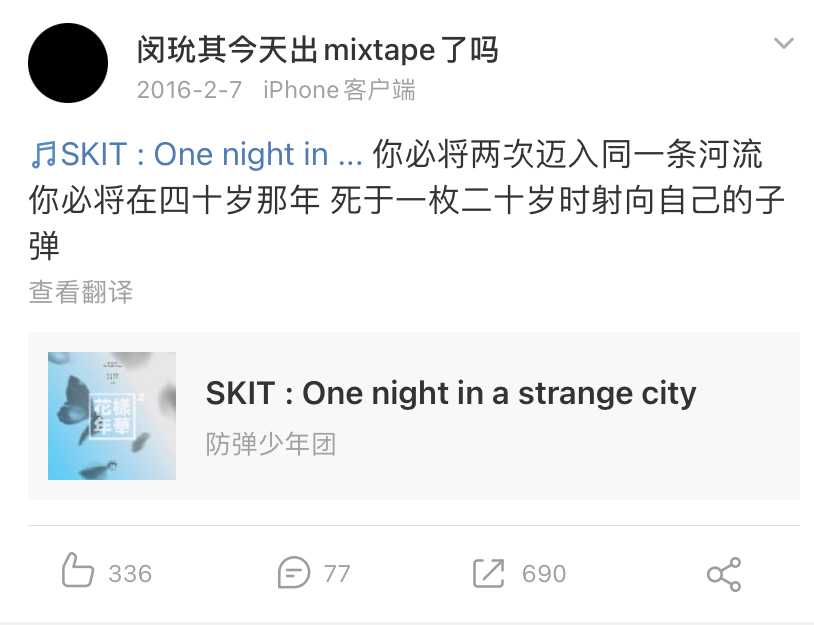 闵玧其今天出mixtape了吗
2016-2-7 iPhone客户端
SKIT : One night in ... 你必将两次迈入同一条河流
你必将在四十岁那年 死于一枚二十岁时射向自己的子
弹
查看翻译
花樣
年華
SKIT : One night in a strange city
防弹少年团
336 77 690